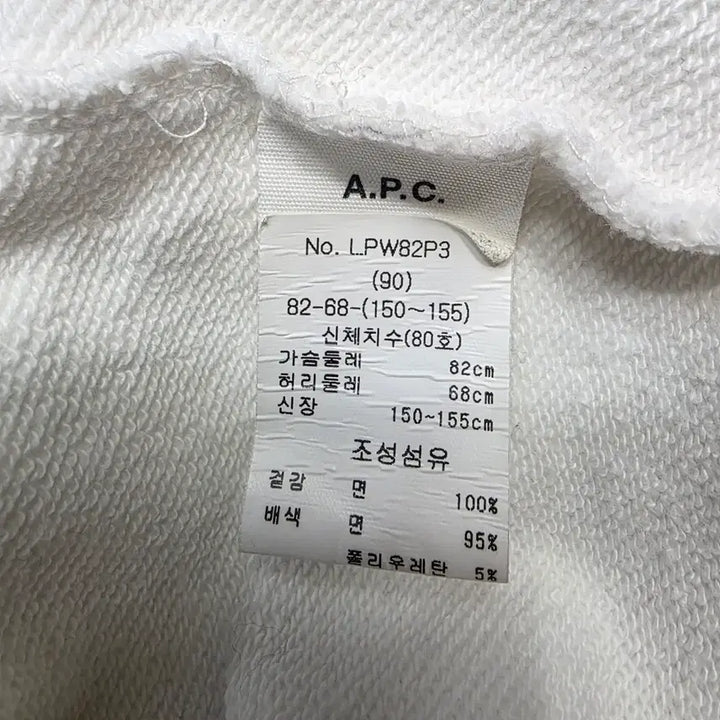 A.P.C.
No. LPW82P3
(90)
82-68-(150~155)
신체치수(80호)
가슴둘레 82cm
허리둘레 68cm
신장 150~155cm
조성섬유
겉감 면 100%
배색 면 95%
폴리우레탄 5%